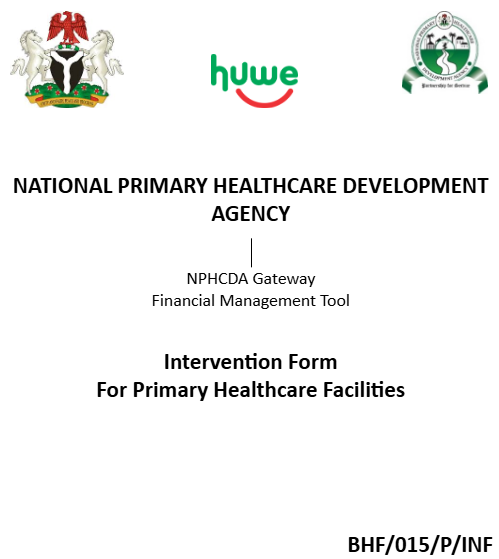 huwe
NATIONAL PRIMARY HEALTHCARE DEVELOPMENT
AGENCY
NPHCDA Gateway
Financial Management Tool
Intervention Form
For Primary Healthcare Facilities
BHF/015/P/INF